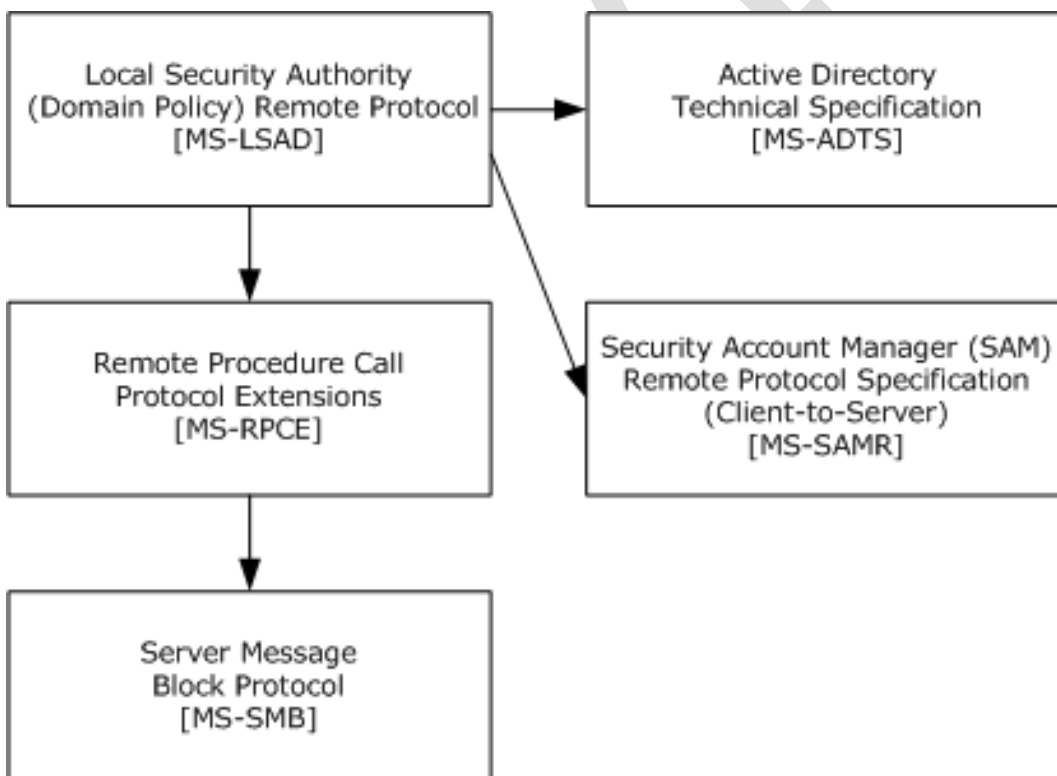 Local Security Authority
(Domain Policy) Remote Protocol
[MS-LSAD]
Active Directory
Technical Specification
[MS-ADTS]
Remote Procedure Call
Protocol Extensions
[MS-RPCE]
Security Account Manager (SAM)
Remote Protocol Specification
(Client-to-Server)
[MS-SAMR]
Server Message
Block Protocol
[MS-SMB]